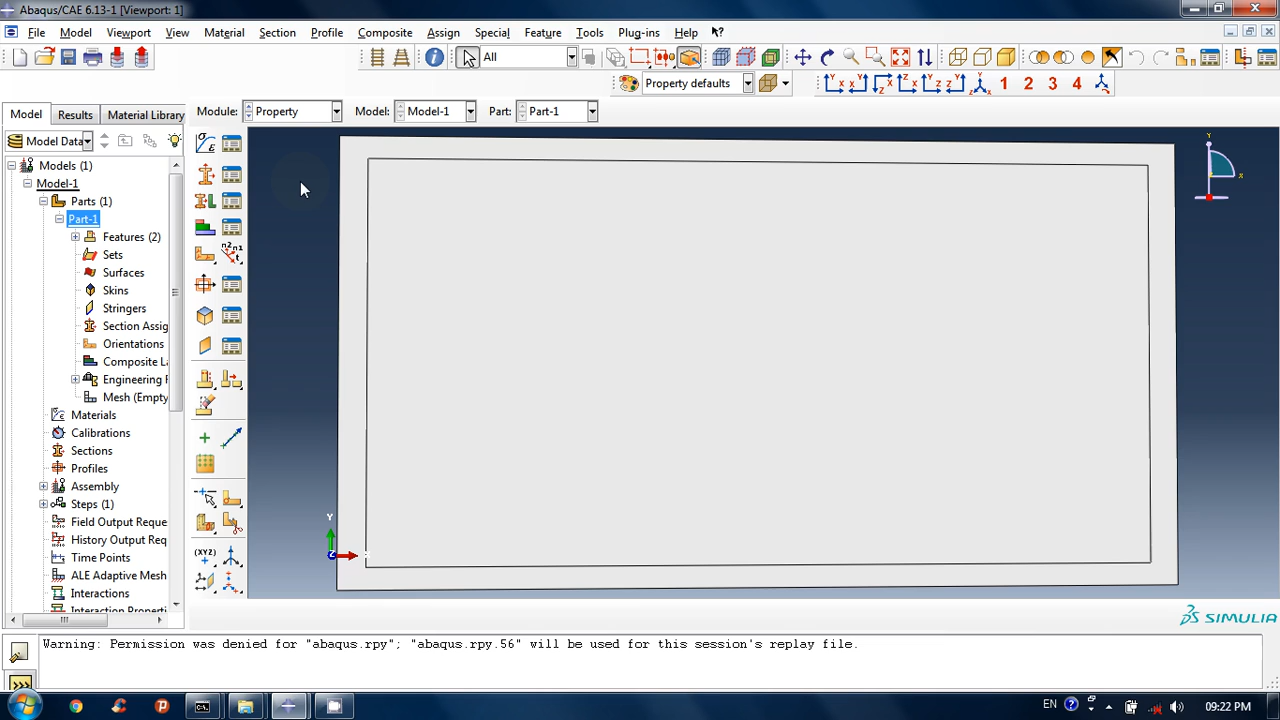 Abaqus/CAE 6.13-1 [Viewport: 1]
File Model Viewport View Material Section Profile Composite Assign Special Feature Tools Plug-ins Help
All
Property defaults
1 2 3 4
Model Results Material Library
Module: Property Model: Model-1 Part: Part-1
Model Data
Models (1)
Model-1
Parts (1)
Part-1
Features (2)
Sets
Surfaces
Skins
Stringers
Section Assig
Orientations
Composite La
Engineering F
Mesh (Empty
Materials
Calibrations
Sections
Profiles
Assembly
Steps (1)
Field Output Reque
History Output Req
Time Points
ALE Adaptive Mesh
Interactions
Interaction Properti
Y
X
Y
Z
(XYZ)
SIMULIA
Warning: Permission was denied for "abaqus.rpy"; "abaqus.rpy.56" will be used for this session's replay file.
>>>
EN 09:22 PM